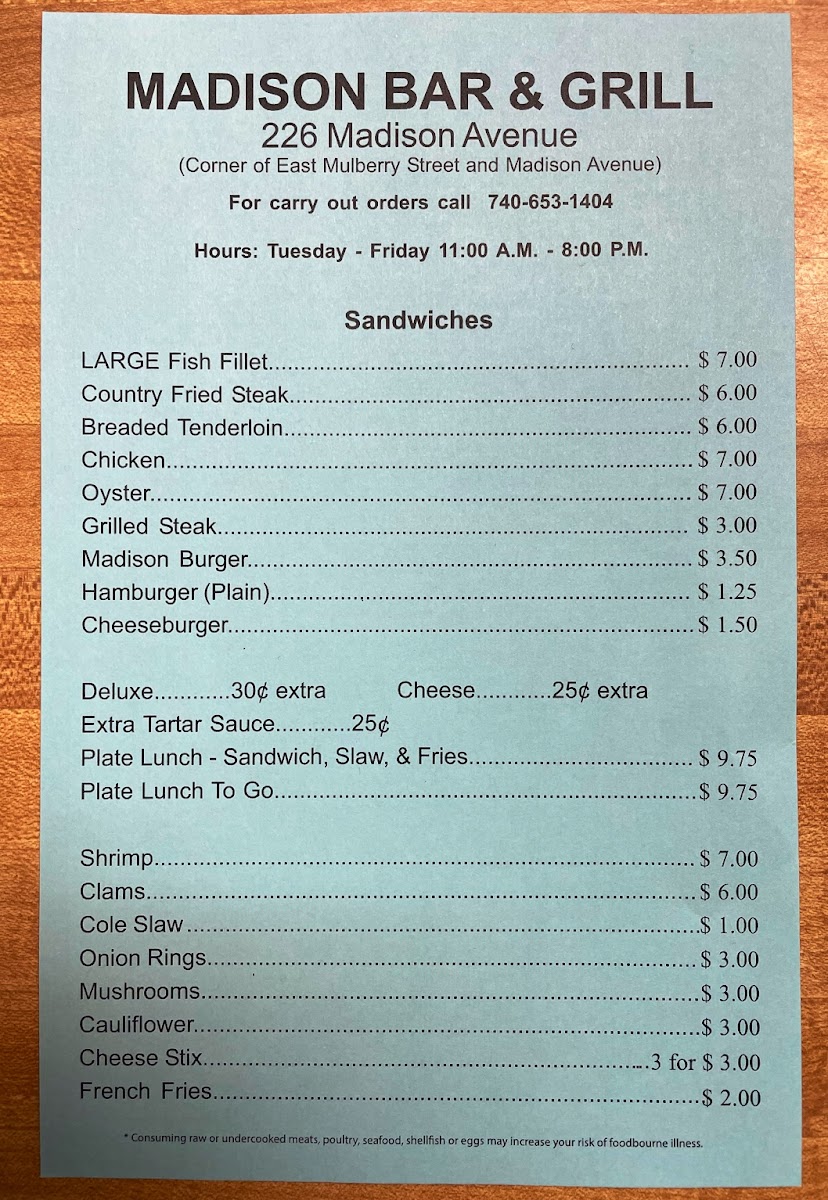 MADISON BAR & GRILL
226 Madison Avenue
(Corner of East Mulberry Street and Madison Avenue)
For carry out orders call 740-653-1404
Hours: Tuesday - Friday 11:00 A.M. - 8:00 P.M.
Sandwiches
LARGE Fish Fillet........ $ 7.00
Country Fried Steak........ $ 6.00
Breaded Tenderloin........ $ 6.00
Chicken........ $ 7.00
Oyster........ $ 7.00
Grilled Steak........ $ 3.00
Madison Burger........ $ 3.50
Hamburger (Plain)........ $ 1.25
Cheeseburger........ $ 1.50
Deluxe............30¢ extra Cheese............25¢ extra
Extra Tartar Sauce............25¢
Plate Lunch - Sandwich, Slaw, & Fries........ $ 9.75
Plate Lunch To Go........ $ 9.75
Shrimp........ $ 7.00
Clams........ $ 6.00
Cole Slaw ........ $ 1.00
Onion Rings........ $ 3.00
Mushrooms........ $ 3.00
Cauliflower........ $ 3.00
Cheese Stix........ 3 for $ 3.00
French Fries........ $ 2.00
* Consuming raw or undercooked meats, poultry, seafood, shellfish or eggs may increase your risk of foodbourne illness.